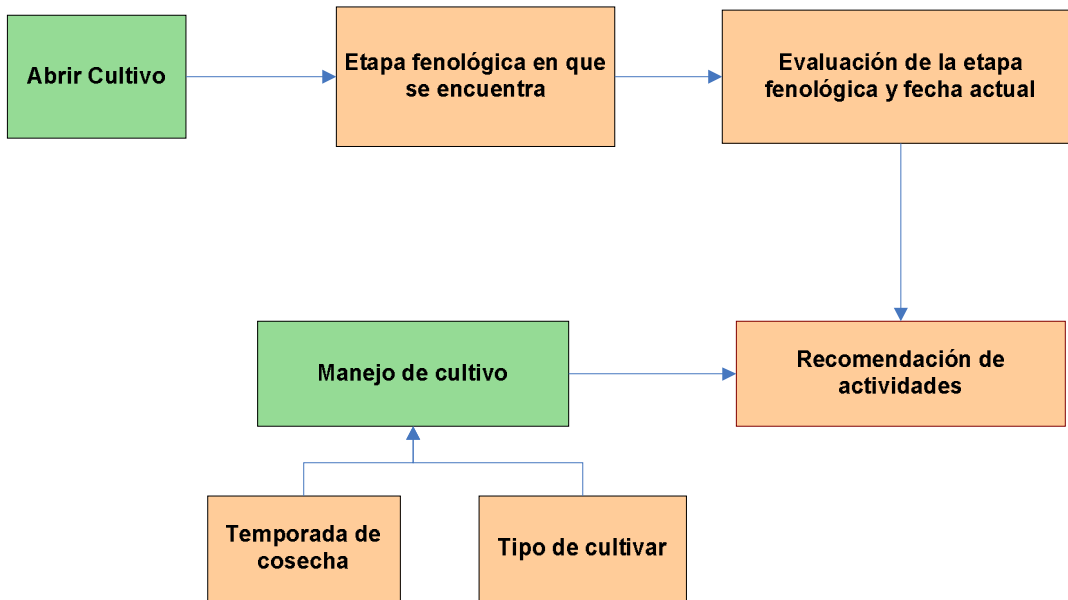 Abrir Cultivo
Etapa fenológica en que
se encuentra
Evaluación de la etapa
fenológica y fecha actual
Manejo de cultivo
Recomendación de
actividades
Temporada de
cosecha
Tipo de cultivar